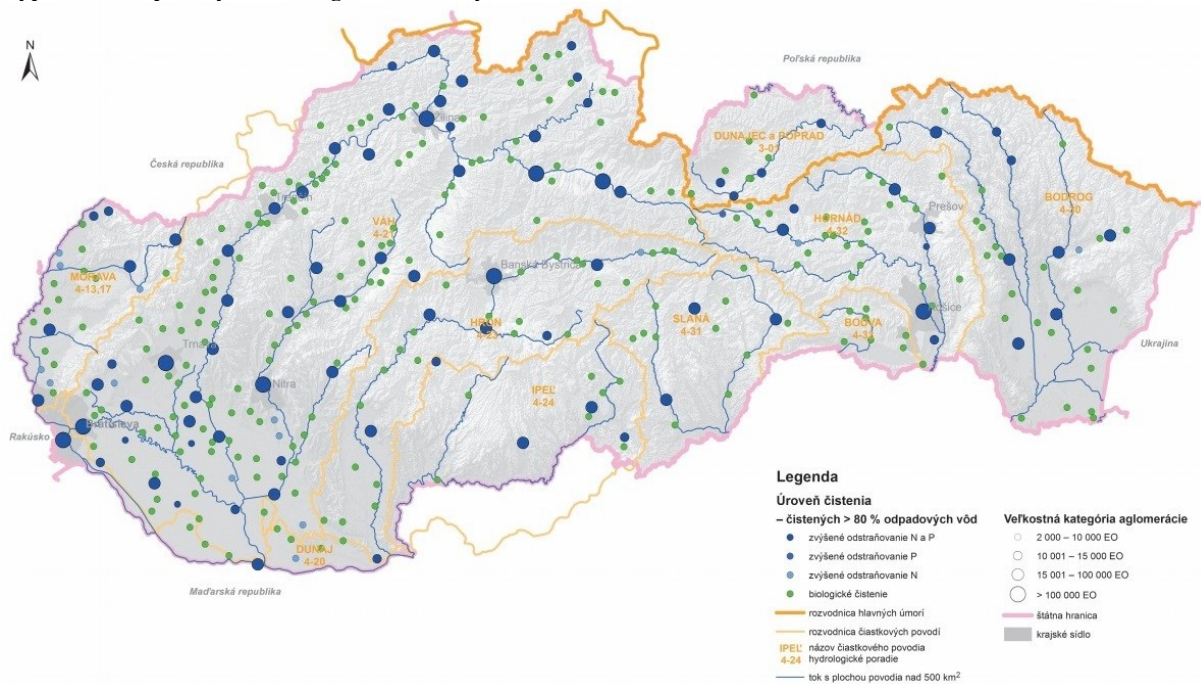 N
Poľská republika
Žilina
DUNAJEC a POPRAD
3-01
Česká republika
Trenčín
VÁH
4-21
Prešov
BODROG
4-30
HORNÁD
4-32
MORAVA
4-13,17
Banská Bystrica
Košice
SLANÁ
4-31
BODVA
HRON
4-23
Trnava
Ukrajina
Nitra
IPEĽ
4-24
Bratislava
Rakúsko
DUNAJ
4-20
Maďarská republika
Legenda
Úroveň čistenia
– čistených > 80 % odpadových vôd
zvýšené odstraňovanie N a P
zvýšené odstraňovanie P
zvýšené odstraňovanie N
biologické čistenie
rozvodnica hlavných úmorí
rozvodnica čiastkových povodí
IPEĽ
4-24
názov čiastkového povodia
hydrologické poradie
tok s plochou povodia nad 500 km²
Veľkostná kategória aglomerácie
2 000 – 10 000 EO
10 001 – 15 000 EO
15 001 – 100 000 EO
> 100 000 EO
štátna hranica
krajské sídlo